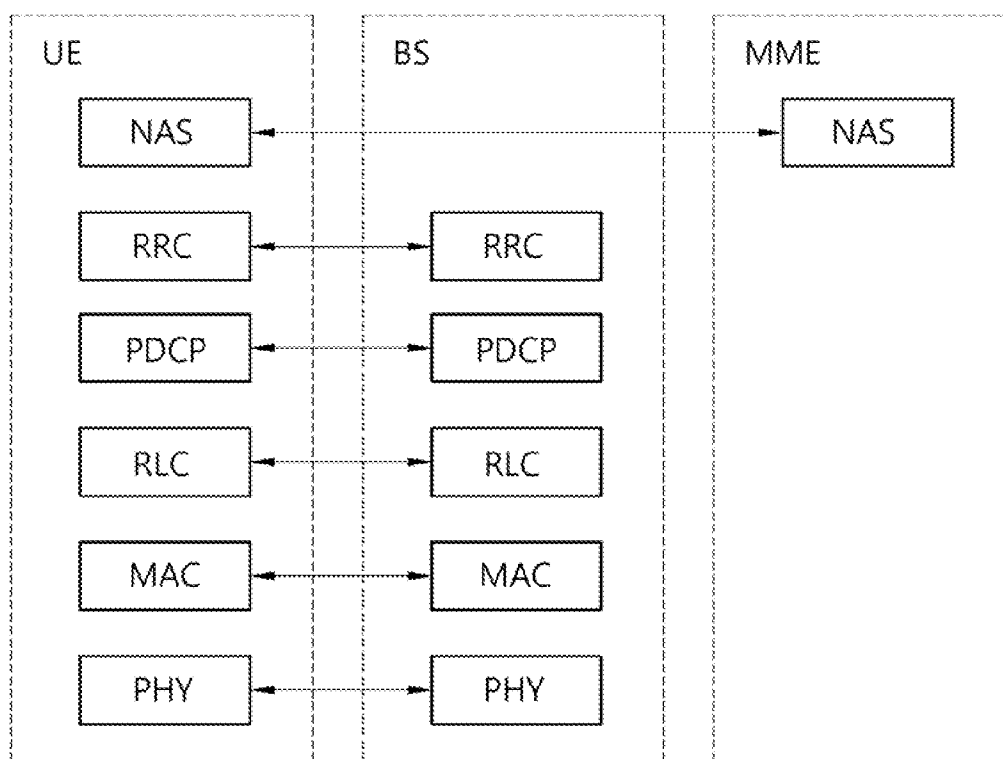 UE
BS
MME
NAS
NAS
RRC
RRC
PDCP
PDCP
RLC
RLC
MAC
MAC
PHY
PHY